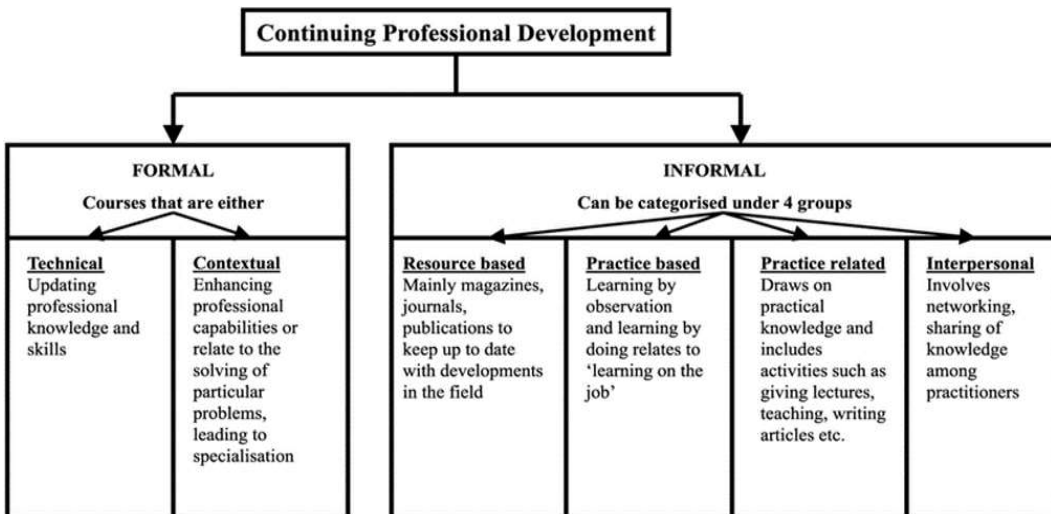 Continuing Professional Development
FORMAL
Courses that are either
Technical
Updating
professional
knowledge and
skills
Contextual
Enhancing
professional
capabilities or
relate to the
solving of
particular
problems,
leading to
specialisation
INFORMAL
Can be categorised under 4 groups
Resource based
Mainly magazines,
journals,
publications to
keep up to date
with developments
in the field
Practice based
Learning by
observation
and learning by
doing relates to
‘learning on the
job’
Practice related
Draws on
practical
knowledge and
includes
activities such as
giving lectures,
teaching, writing
articles etc.
Interpersonal
Involves
networking,
sharing of
knowledge
among
practitioners